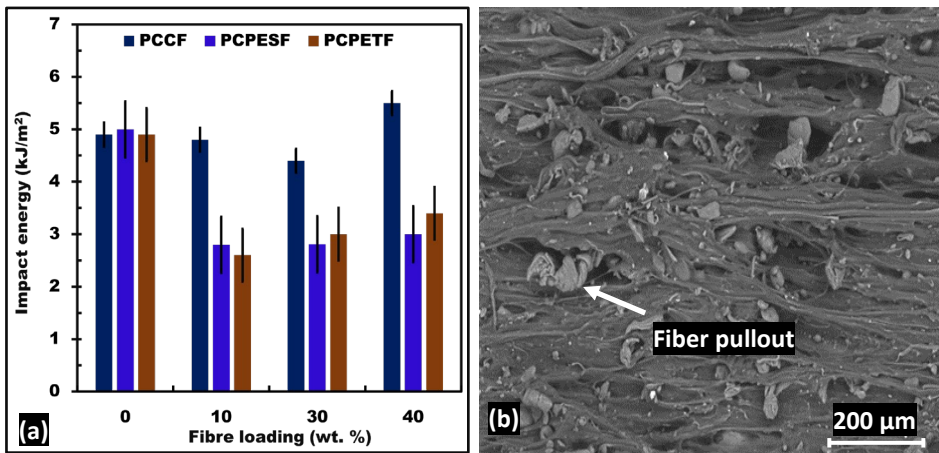 7
6
5
4
3
2
1
0
Impact energy (kJ/m²)
PCCF PCPESF PCPETF
0 10 30 40
Fibre loading (wt. %)
(a)
Fiber pullout
(b)
200 µm